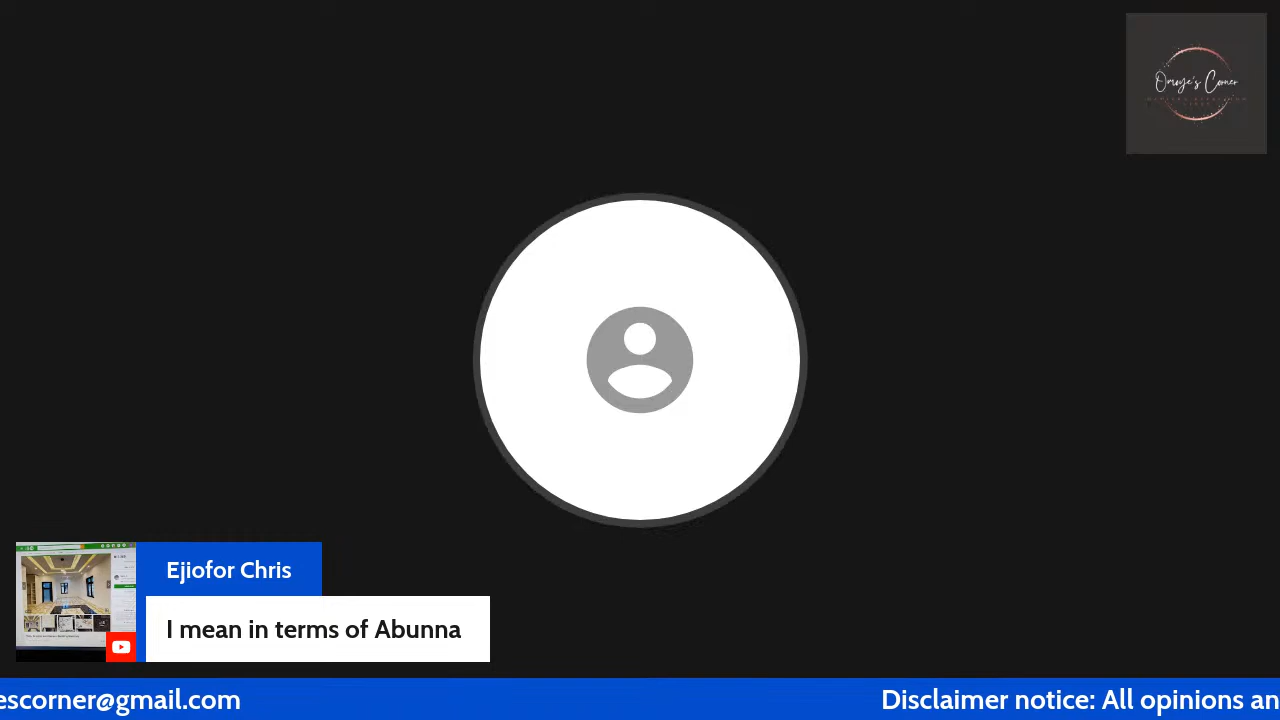 Omoye's Corner
Ejiofor Chris
I mean in terms of Abunna
escorner@gmail.com
Disclaimer notice: All opinions an